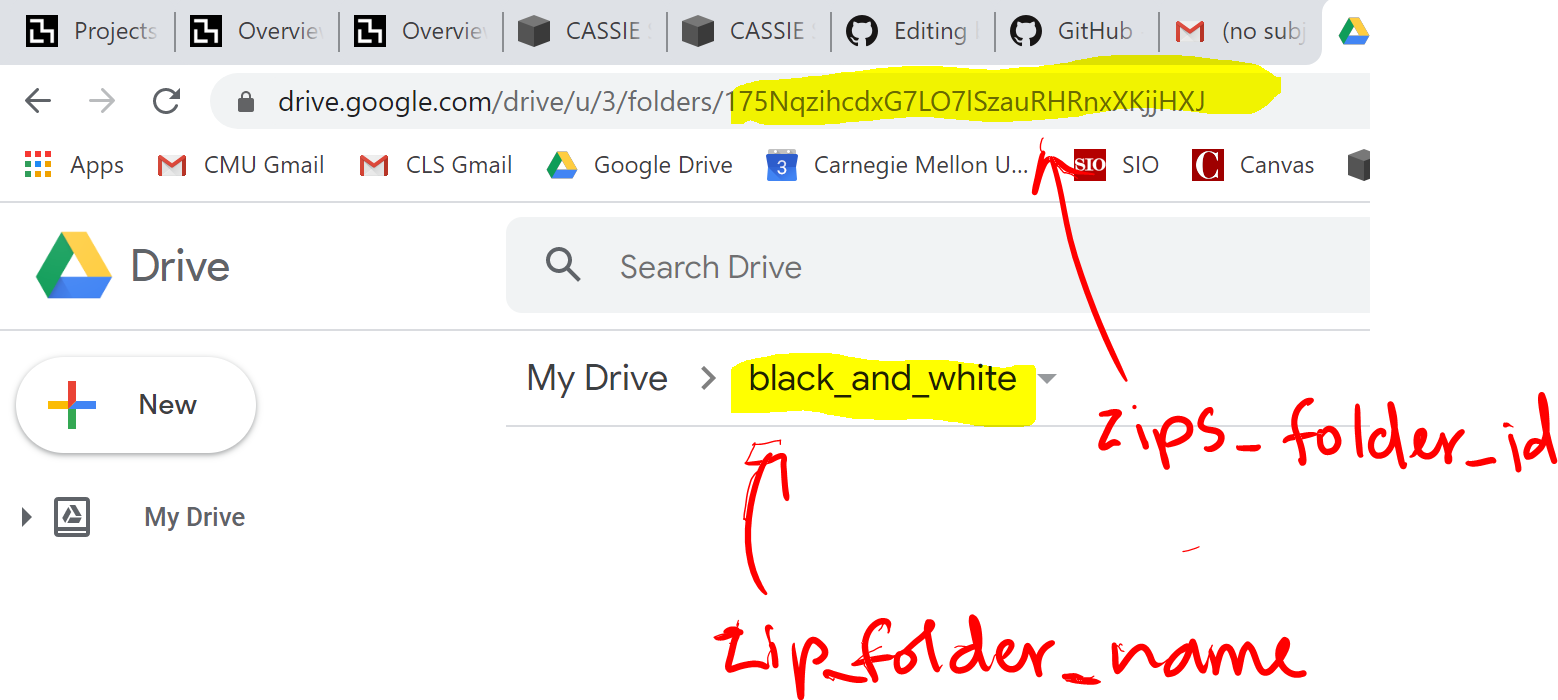 Projects Overview Overview CASSIE S CASSIE S Editing GitHub (no subj
drive.google.com/drive/u/3/folders/175NqzihcdxG7LO7lSzauRHRnxXKjjHXJ
Apps CMU Gmail CLS Gmail Google Drive 3 Carnegie Mellon U... SIO SIO C Canvas
Drive Search Drive
My Drive > black_and_white
New
zips_folder_id
My Drive
zip_folder_name